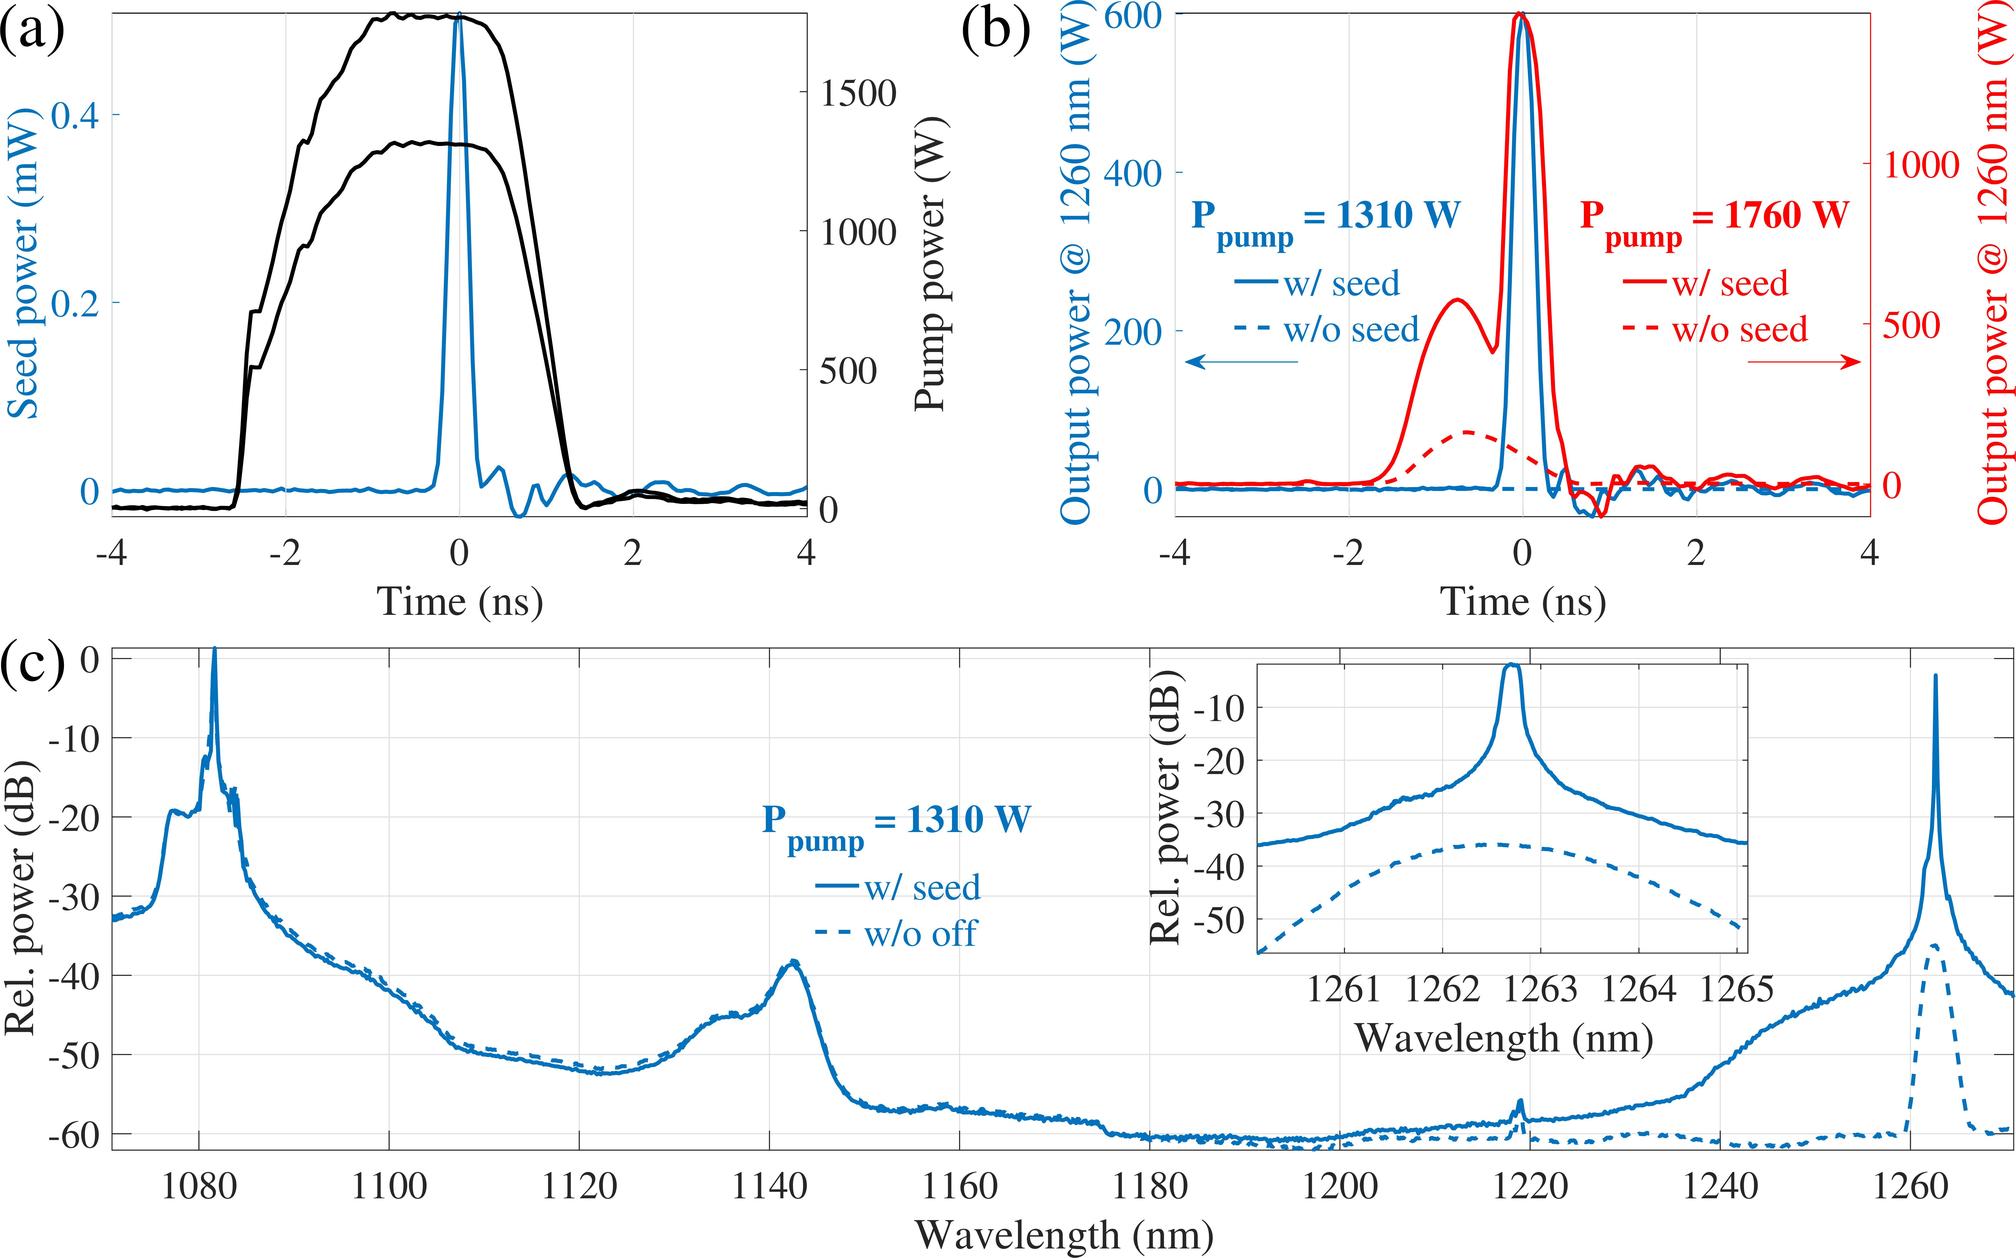 (a)
Seed power (mW)
0.4
0.2
0
1500
1000
500
0
Pump power (W)
-4 -2 0 2 4
Time (ns)
(b)
Output power @ 1260 nm (W)
600
400
200
0
P_pump = 1310 W
w/ seed
w/o seed
P_pump = 1760 W
w/ seed
w/o seed
1000
500
0
Output power @ 1260 nm (W)
-4 -2 0 2 4
Time (ns)
(c)
Rel. power (dB)
0
-10
-20
-30
-40
-50
-60
P_pump = 1310 W
w/ seed
w/o off
Rel. power (dB)
-10
-20
-30
-40
-50
1261 1262 1263 1264 1265
Wavelength (nm)
1080 1100 1120 1140 1160 1180 1200 1220 1240 1260
Wavelength (nm)